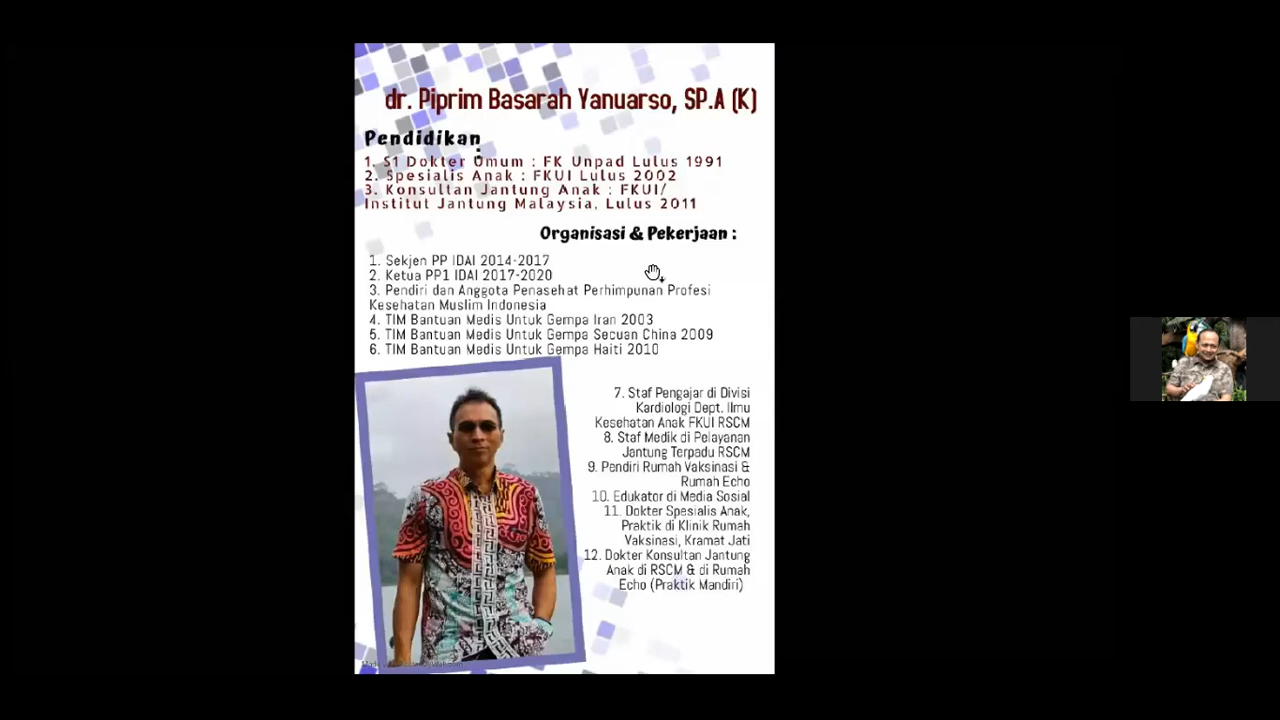 dr. Piprim Basarah Yanuarso, SP.A (K)
Pendidikan :
1. S1 Dokter Umum : FK Unpad Lulus 1991
2. Spesialis Anak : FKUI Lulus 2002
3. Konsultan Jantung Anak : FKUI/
Institut Jantung Malaysia, Lulus 2011
Organisasi & Pekerjaan :
1. Sekjen PP IDAI 2014-2017
2. Ketua PP1 IDAI 2017-2020
3. Pendiri dan Anggota Penasehat Perhimpunan Profesi
Kesehatan Muslim Indonesia
4. TIM Bantuan Medis Untuk Gempa Iran 2003
5. TIM Bantuan Medis Untuk Gempa Secuan China 2009
6. TIM Bantuan Medis Untuk Gempa Haiti 2010
7. Staf Pengajar di Divisi
Kardiologi Dept. Ilmu
Kesehatan Anak FKUI RSCM
8. Staf Medik di Pelayanan
Jantung Terpadu RSCM
9. Pendiri Rumah Vaksinasi &
Rumah Echo
10. Edukator di Media Sosial
11. Dokter Spesialis Anak,
Praktik di Klinik Rumah
Vaksinasi, Kramat Jati
12. Dokter Konsultan Jantung
Anak di RSCM & di Rumah
Echo (Praktik Mandiri)